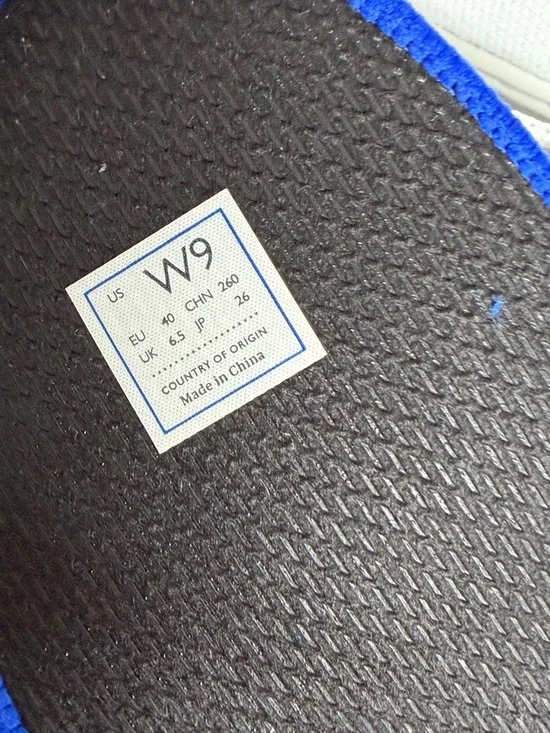 US W9
EU 40 CHN 260
UK 6.5 JP 26
COUNTRY OF ORIGIN
Made in China